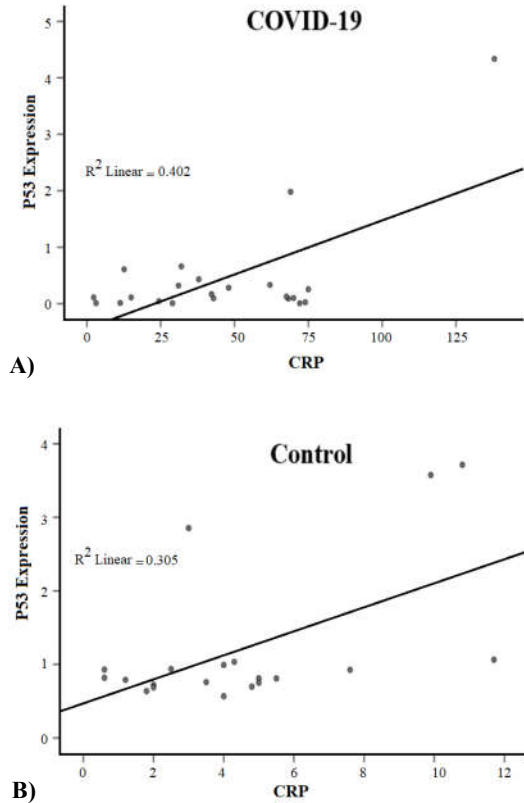 COVID-19
5
4
3
2
1
0
P53 Expression
R² Linear = 0.402
0 25 50 75 100 125
CRP
A)
Control
4
3
2
1
0
P53 Expression
R² Linear = 0.305
0 2 4 6 8 10 12
CRP
B)